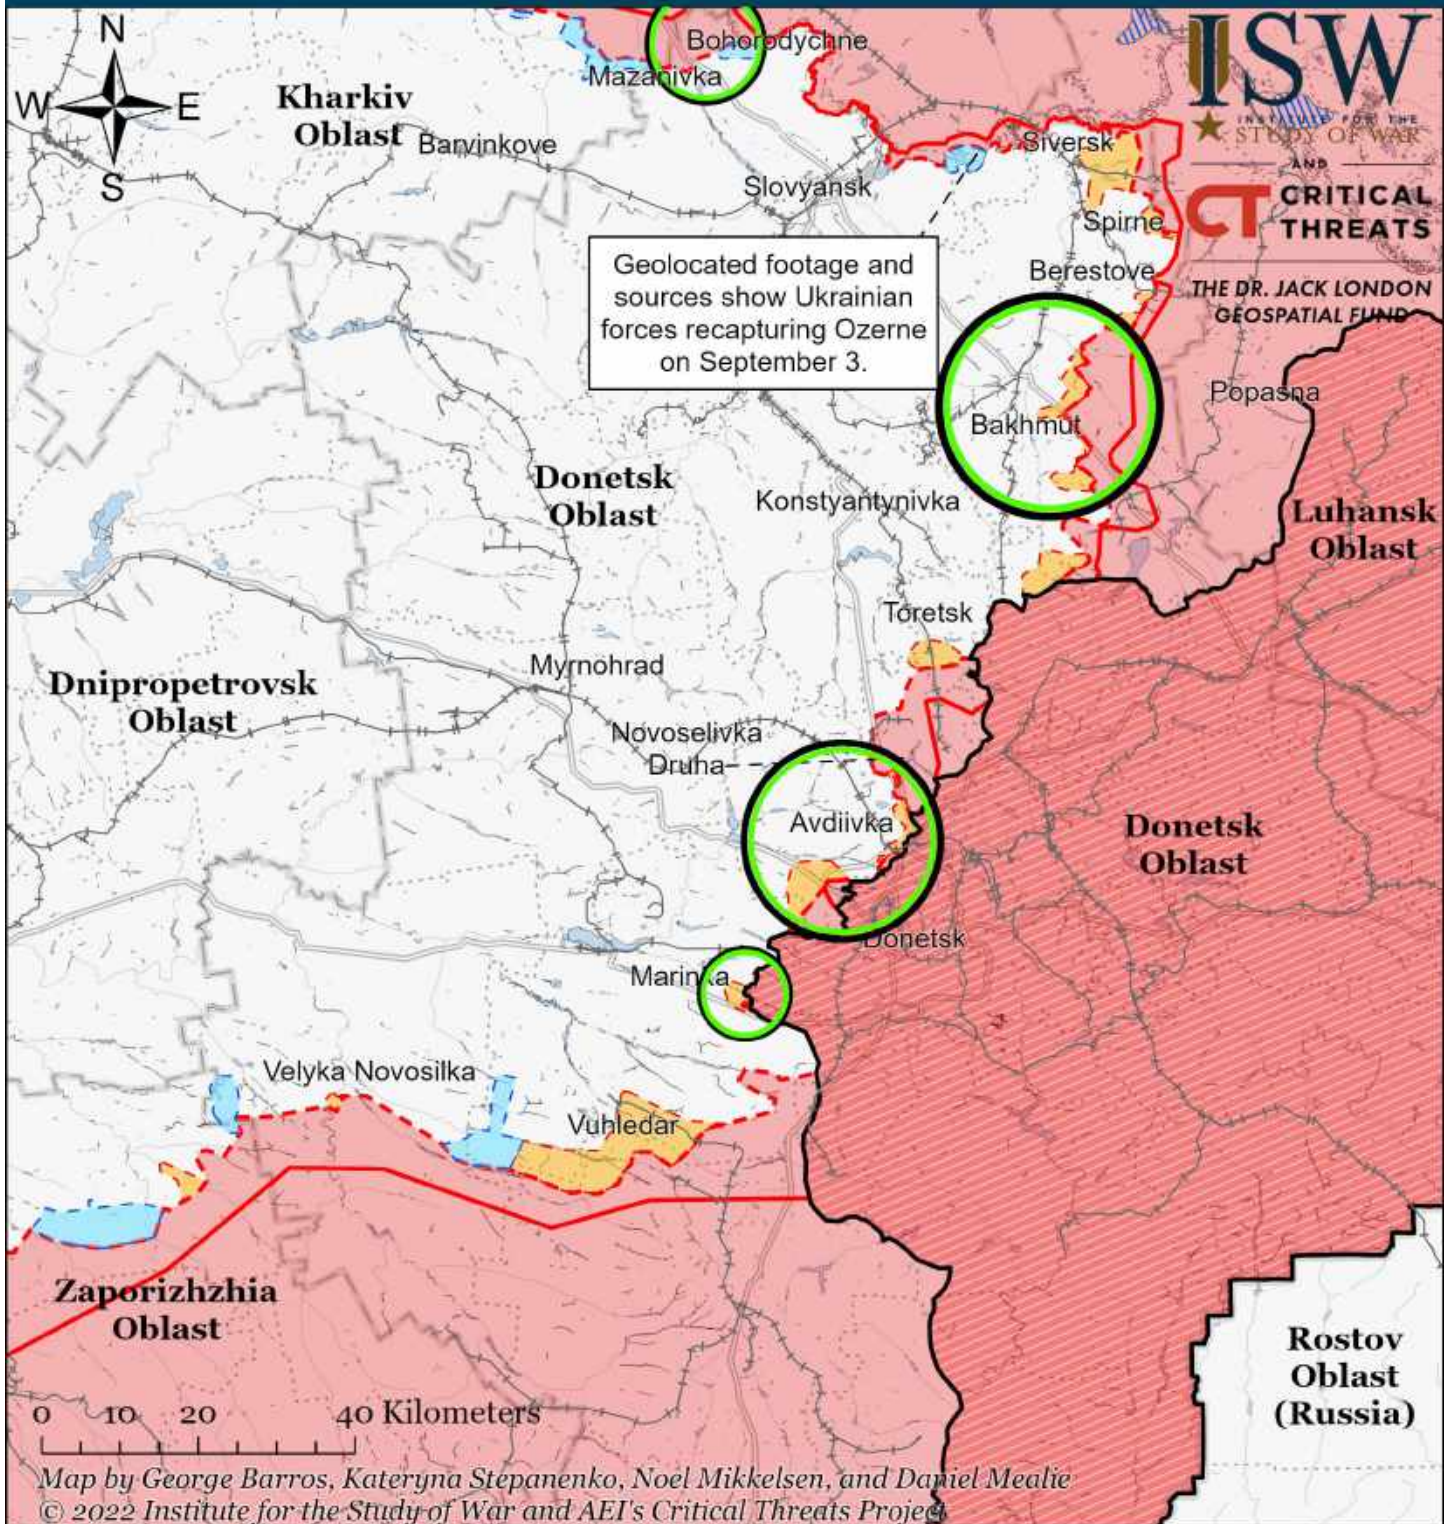 N
W
E
S
Bohorodychne
Mazanivka
ISW
INSTITUTE FOR THE
STUDY OF WAR
AND
CT CRITICAL
THREATS
THE DR. JACK LONDON
GEOSPATIAL FUND
Kharkiv
Oblast
Barvinkove
Siversk
Slovyansk
Spirne
Berestove
Geolocated footage and
sources show Ukrainian
forces recapturing Ozerne
on September 3.
Popasna
Bakhmut
Donetsk
Oblast
Konstyantynivka
Luhansk
Oblast
Toretsk
Myrnohrad
Dnipropetrovsk
Oblast
Novoselivka
Druha
Avdiivka
Donetsk
Oblast
Donetsk
Marinka
Velyka Novosilka
Vuhledar
Zaporizhzhia
Oblast
Rostov
Oblast
(Russia)
0 10 20 40 Kilometers
Map by George Barros, Kateryna Stepanenko, Noel Mikkelsen, and Daniel Mealie
© 2022 Institute for the Study of War and AEI's Critical Threats Project